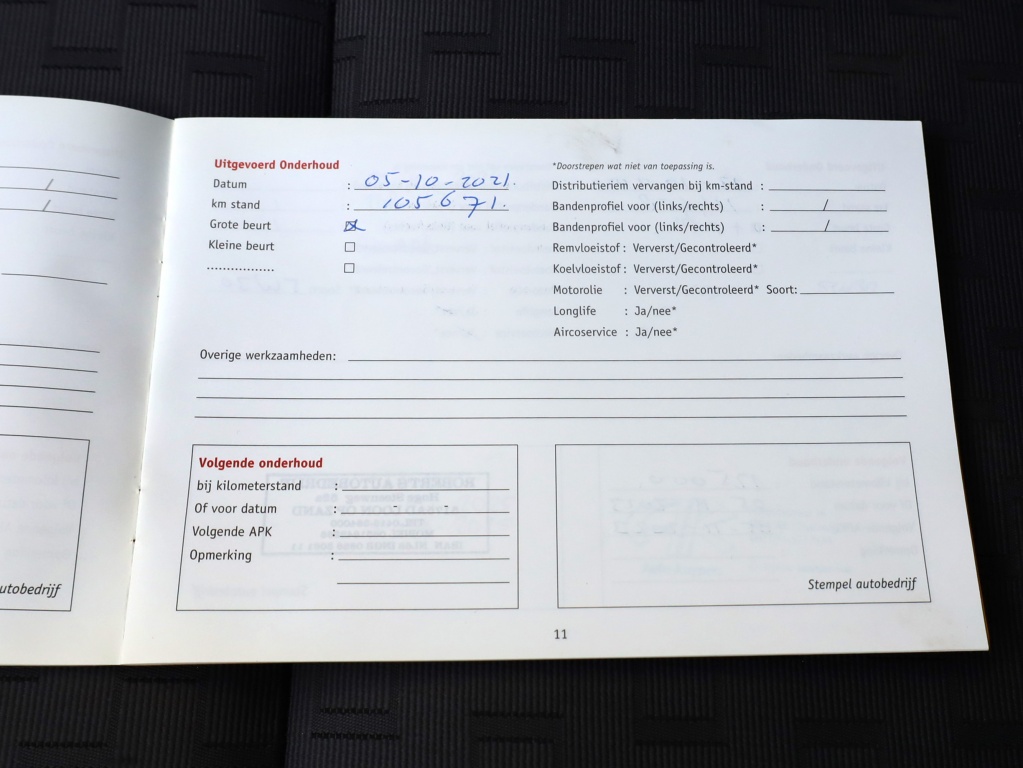 Uitgevoerd Onderhoud
Datum : 05-10-2021.
km stand : 105671.
Grote beurt
Kleine beurt
.................
*Doorstrepen wat niet van toepassing is.
Distributieriem vervangen bij km-stand :
Bandenprofiel voor (links/rechts) : /
Bandenprofiel voor (links/rechts) : /
Remvloeistof : Ververst/Gecontroleerd*
Koelvloeistof : Ververst/Gecontroleerd*
Motorolie : Ververst/Gecontroleerd* Soort:
Longlife : Ja/nee*
Aircoservice : Ja/nee*
Overige werkzaamheden:
Volgende onderhoud
bij kilometerstand :
Of voor datum :
Volgende APK :
Opmerking :
Stempel autobedrijf
11
/
/
utobedrijf